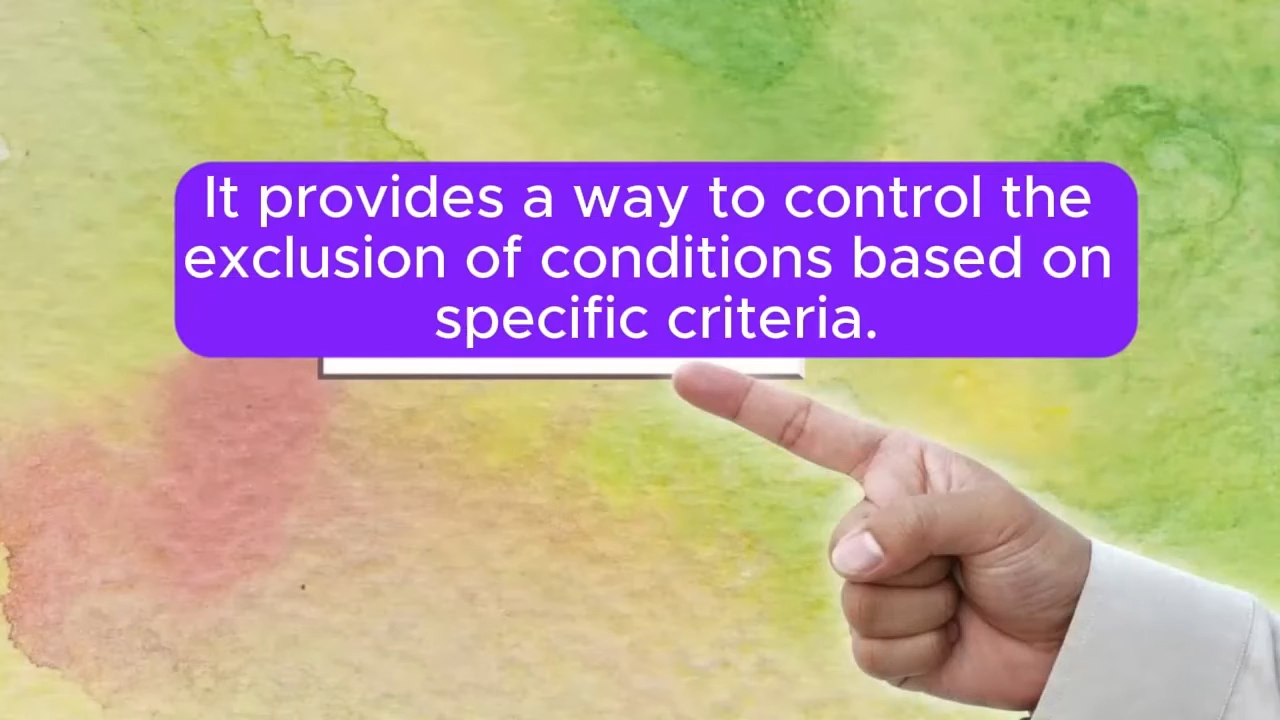 It provides a way to control the
exclusion of conditions based on
specific criteria.